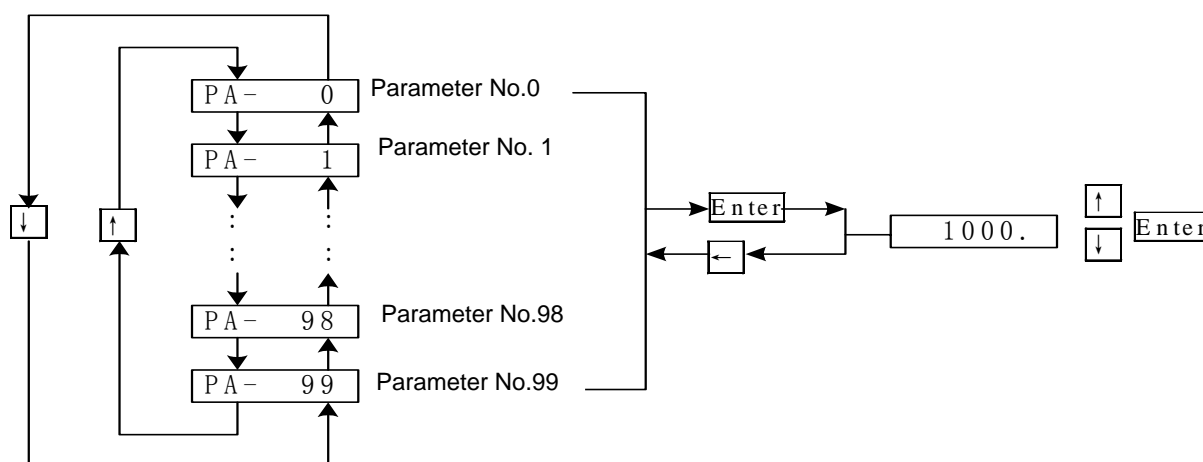 PA- 0 Parameter No.0
PA- 1 Parameter No. 1
↓ ↑ : :
: :
Enter
←
1000.
↑
↓
Enter
PA- 98 Parameter No.98
PA- 99 Parameter No.99